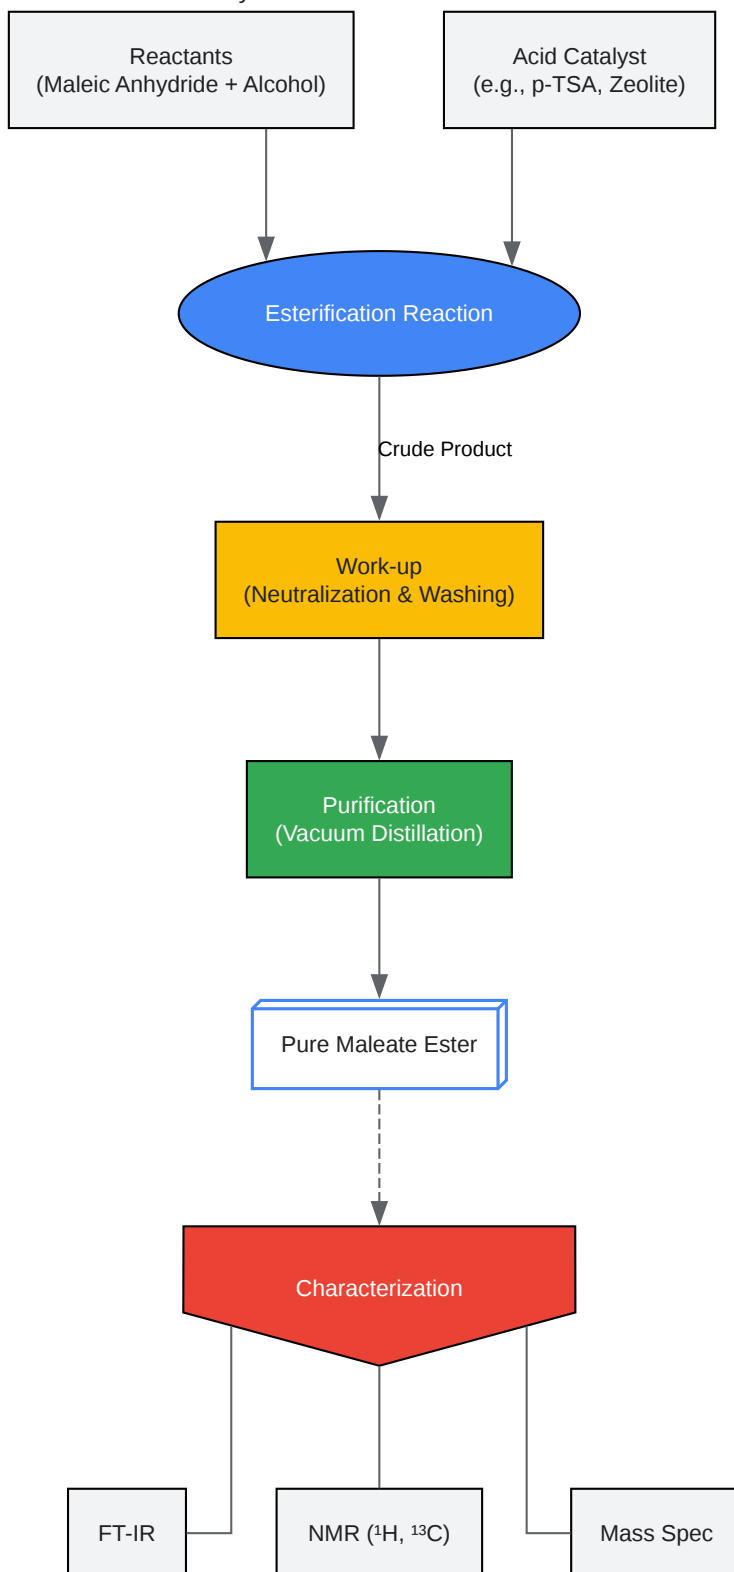 Reactants
(Maleic Anhydride + Alcohol)
Acid Catalyst
(e.g., p-TSA, Zeolite)
Esterification Reaction
Crude Product
Work-up
(Neutralization & Washing)
Purification
(Vacuum Distillation)
Pure Maleate Ester
Characterization
FT-IR
NMR (¹H, ¹³C)
Mass Spec